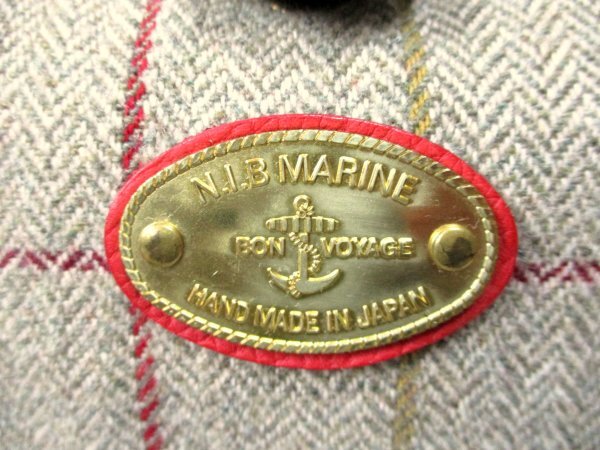 N.I.B MARINE
BON VOYAGE
HAND MADE IN JAPAN